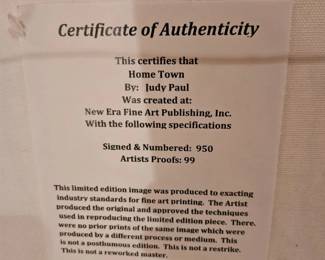 Certificate of Authenticity
This certifies that
Home Town
By: Judy Paul
Was created at:
New Era Fine Art Publishing, Inc.
With the following specifications
Signed & Numbered: 950
Artists Proofs: 99
This limited edition image was produced to exacting
industry standards for fine art printing. The Artist
produced the original and approved the techniques
used in reproducing the limited edition piece. There
were no prior prints of the same image which were
produced by a different process or medium. This
is not a posthumous edition. This is not a restrike.
This is not a reworked master.